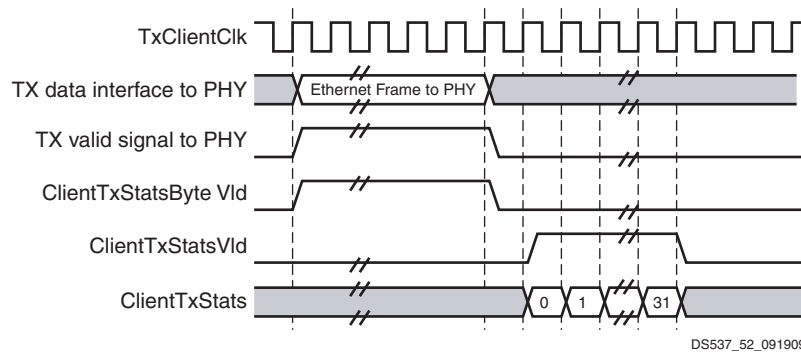 TxClientClk
TX data interface to PHY
Ethernet Frame to PHY
TX valid signal to PHY
ClientTxStatsByte Vld
ClientTxStatsVld
ClientTxStats
0 1 31
DS537_52_091909